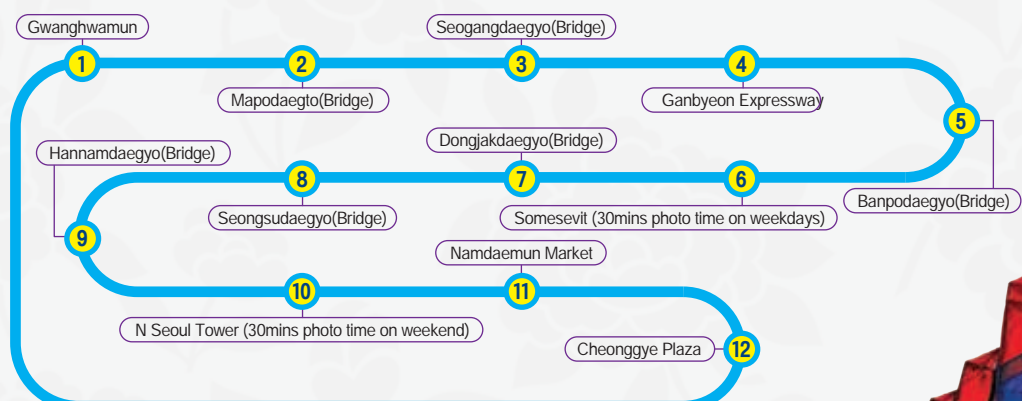 Gwanghwamun
1
2
Mapodaegto(Bridge)
Seogangdaegyo(Bridge)
3
4
Ganbyeon Expressway
5
Banpodaegyo(Bridge)
6
Somesevit (30mins photo time on weekdays)
Dongjakdaegyo(Bridge)
7
8
Seongsudaegyo(Bridge)
Hannamdaegyo(Bridge)
9
10
N Seoul Tower (30mins photo time on weekend)
Namdaemun Market
11
Cheonggye Plaza
12